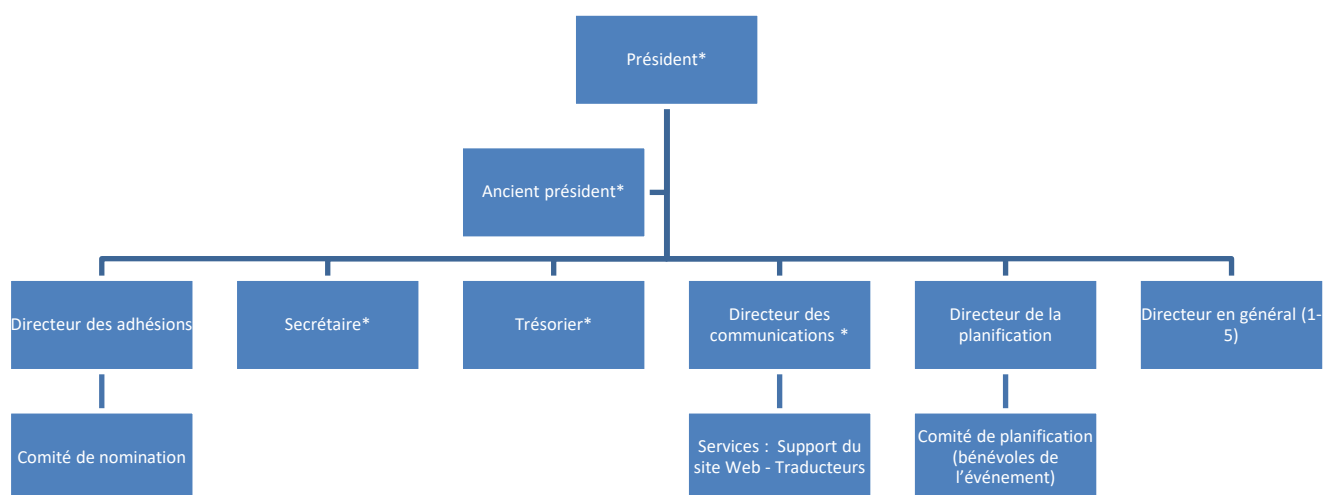 Président*
Ancient président*
Directeur des adhésions
Secrétaire*
Trésorier*
Directeur des
communications *
Directeur de la
planification
Directeur en général (1-
5)
Comité de nomination
Services :  Support du
site Web - Traducteurs
Comité de planification
(bénévoles de
l’événement)